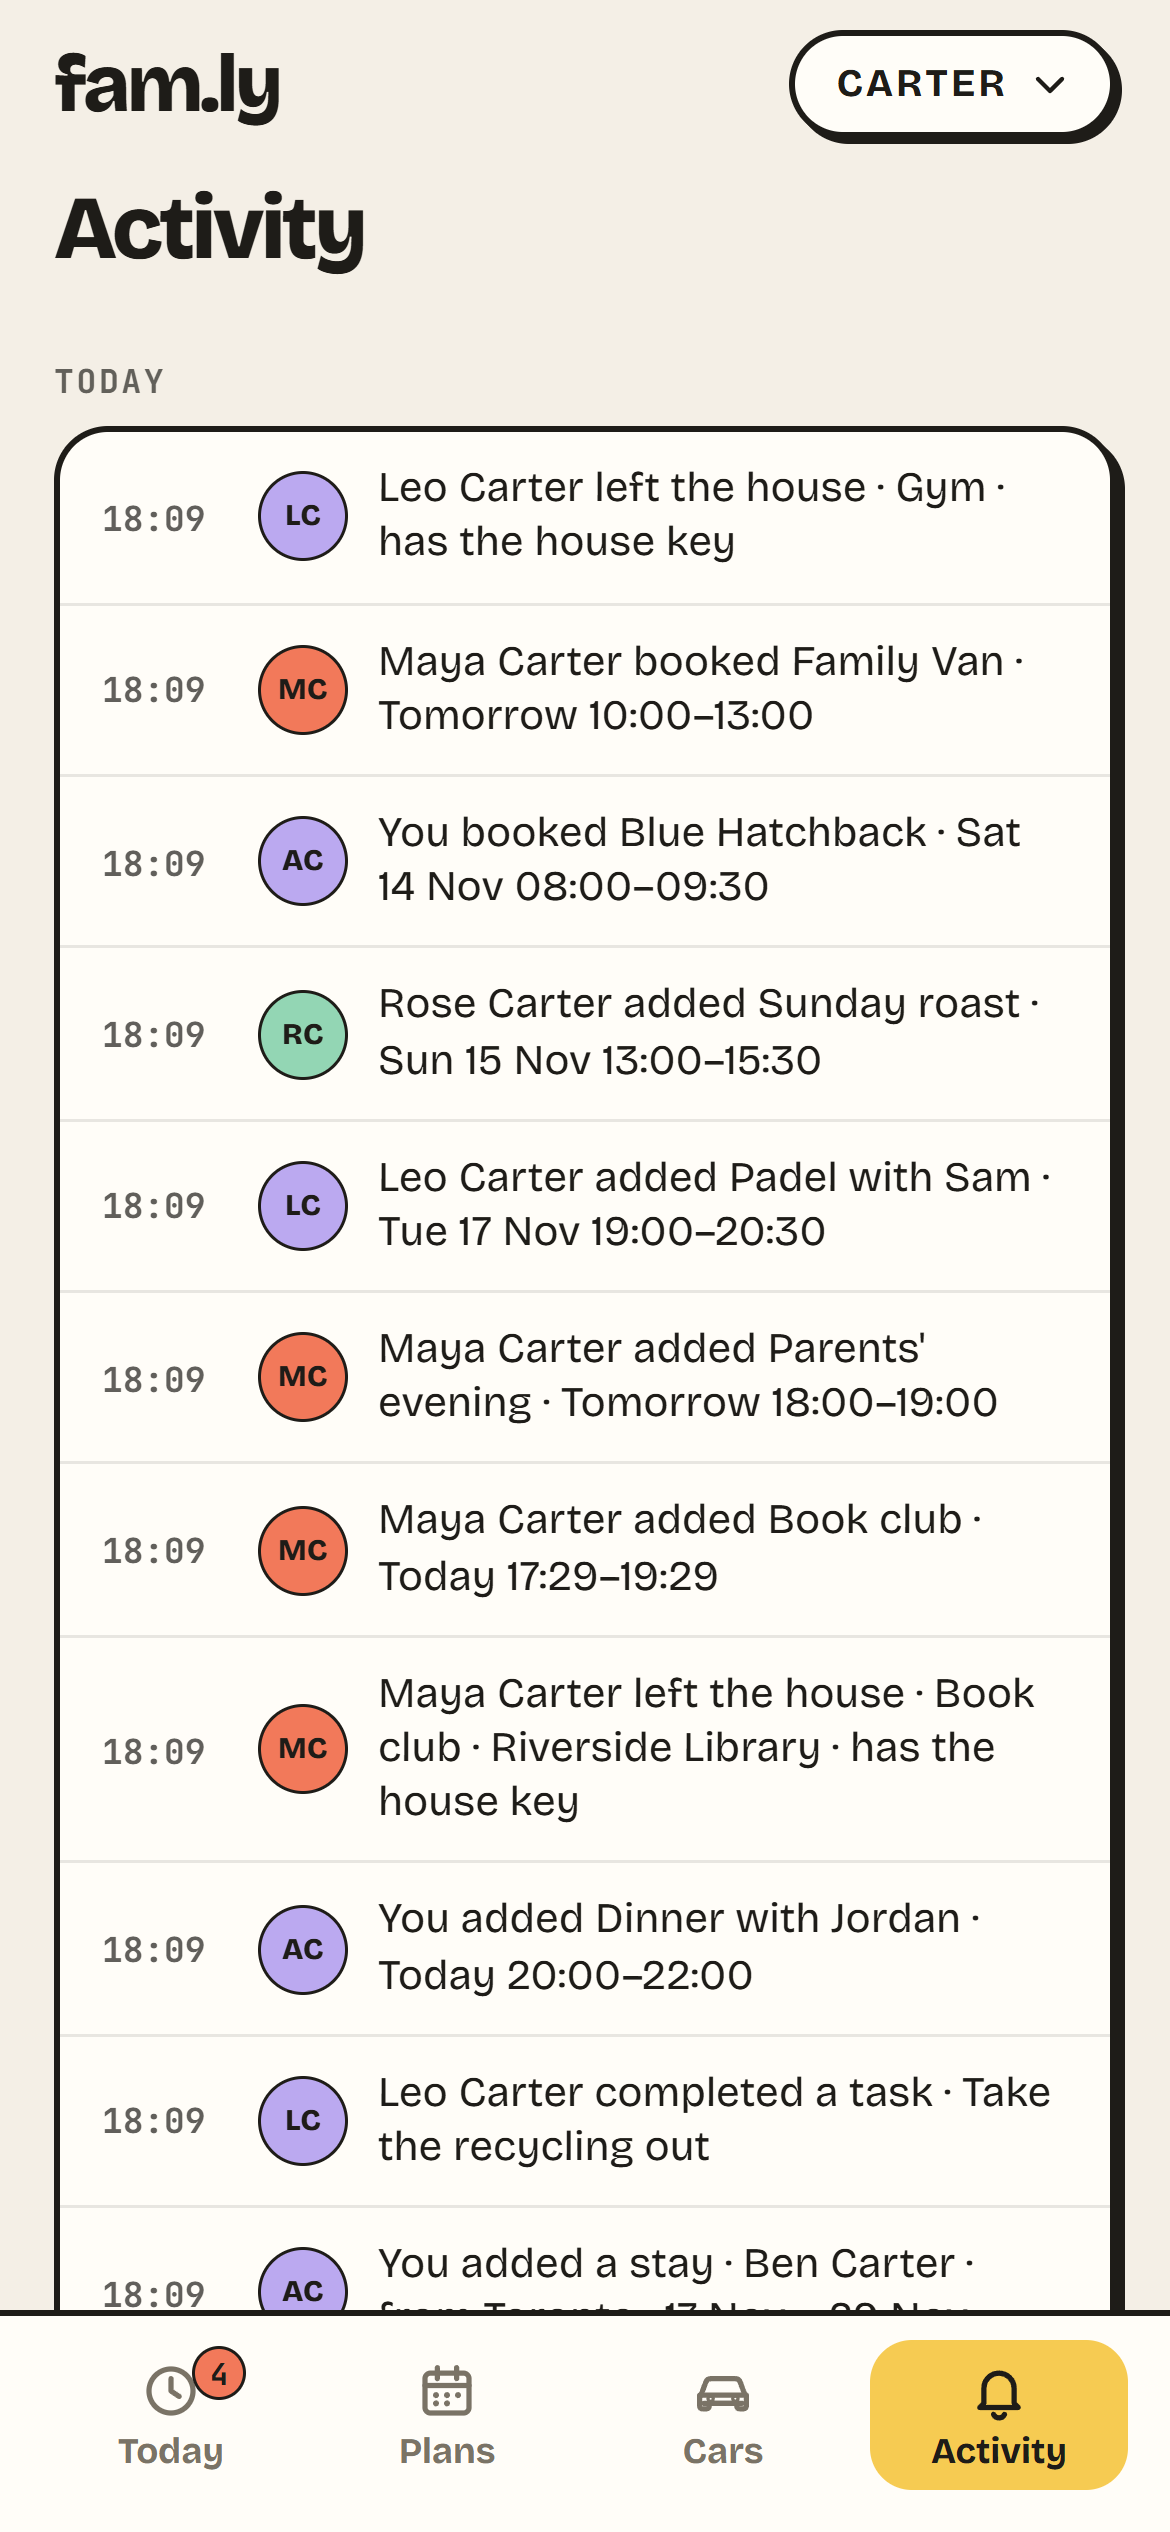 fam.ly
CARTER
Activity
TODAY
18:09
LC
Leo Carter left the house · Gym ·
has the house key
18:09
MC
Maya Carter booked Family Van ·
Tomorrow 10:00–13:00
18:09
AC
You booked Blue Hatchback · Sat
14 Nov 08:00–09:30
18:09
RC
Rose Carter added Sunday roast ·
Sun 15 Nov 13:00–15:30
18:09
LC
Leo Carter added Padel with Sam ·
Tue 17 Nov 19:00–20:30
18:09
MC
Maya Carter added Parents'
evening · Tomorrow 18:00–19:00
18:09
MC
Maya Carter added Book club ·
Today 17:29–19:29
18:09
MC
Maya Carter left the house · Book
club · Riverside Library · has the
house key
18:09
AC
You added Dinner with Jordan ·
Today 20:00–22:00
18:09
LC
Leo Carter completed a task · Take
the recycling out
18:09
AC
You added a stay · Ben Carter ·
4
Today
Plans
Cars
Activity